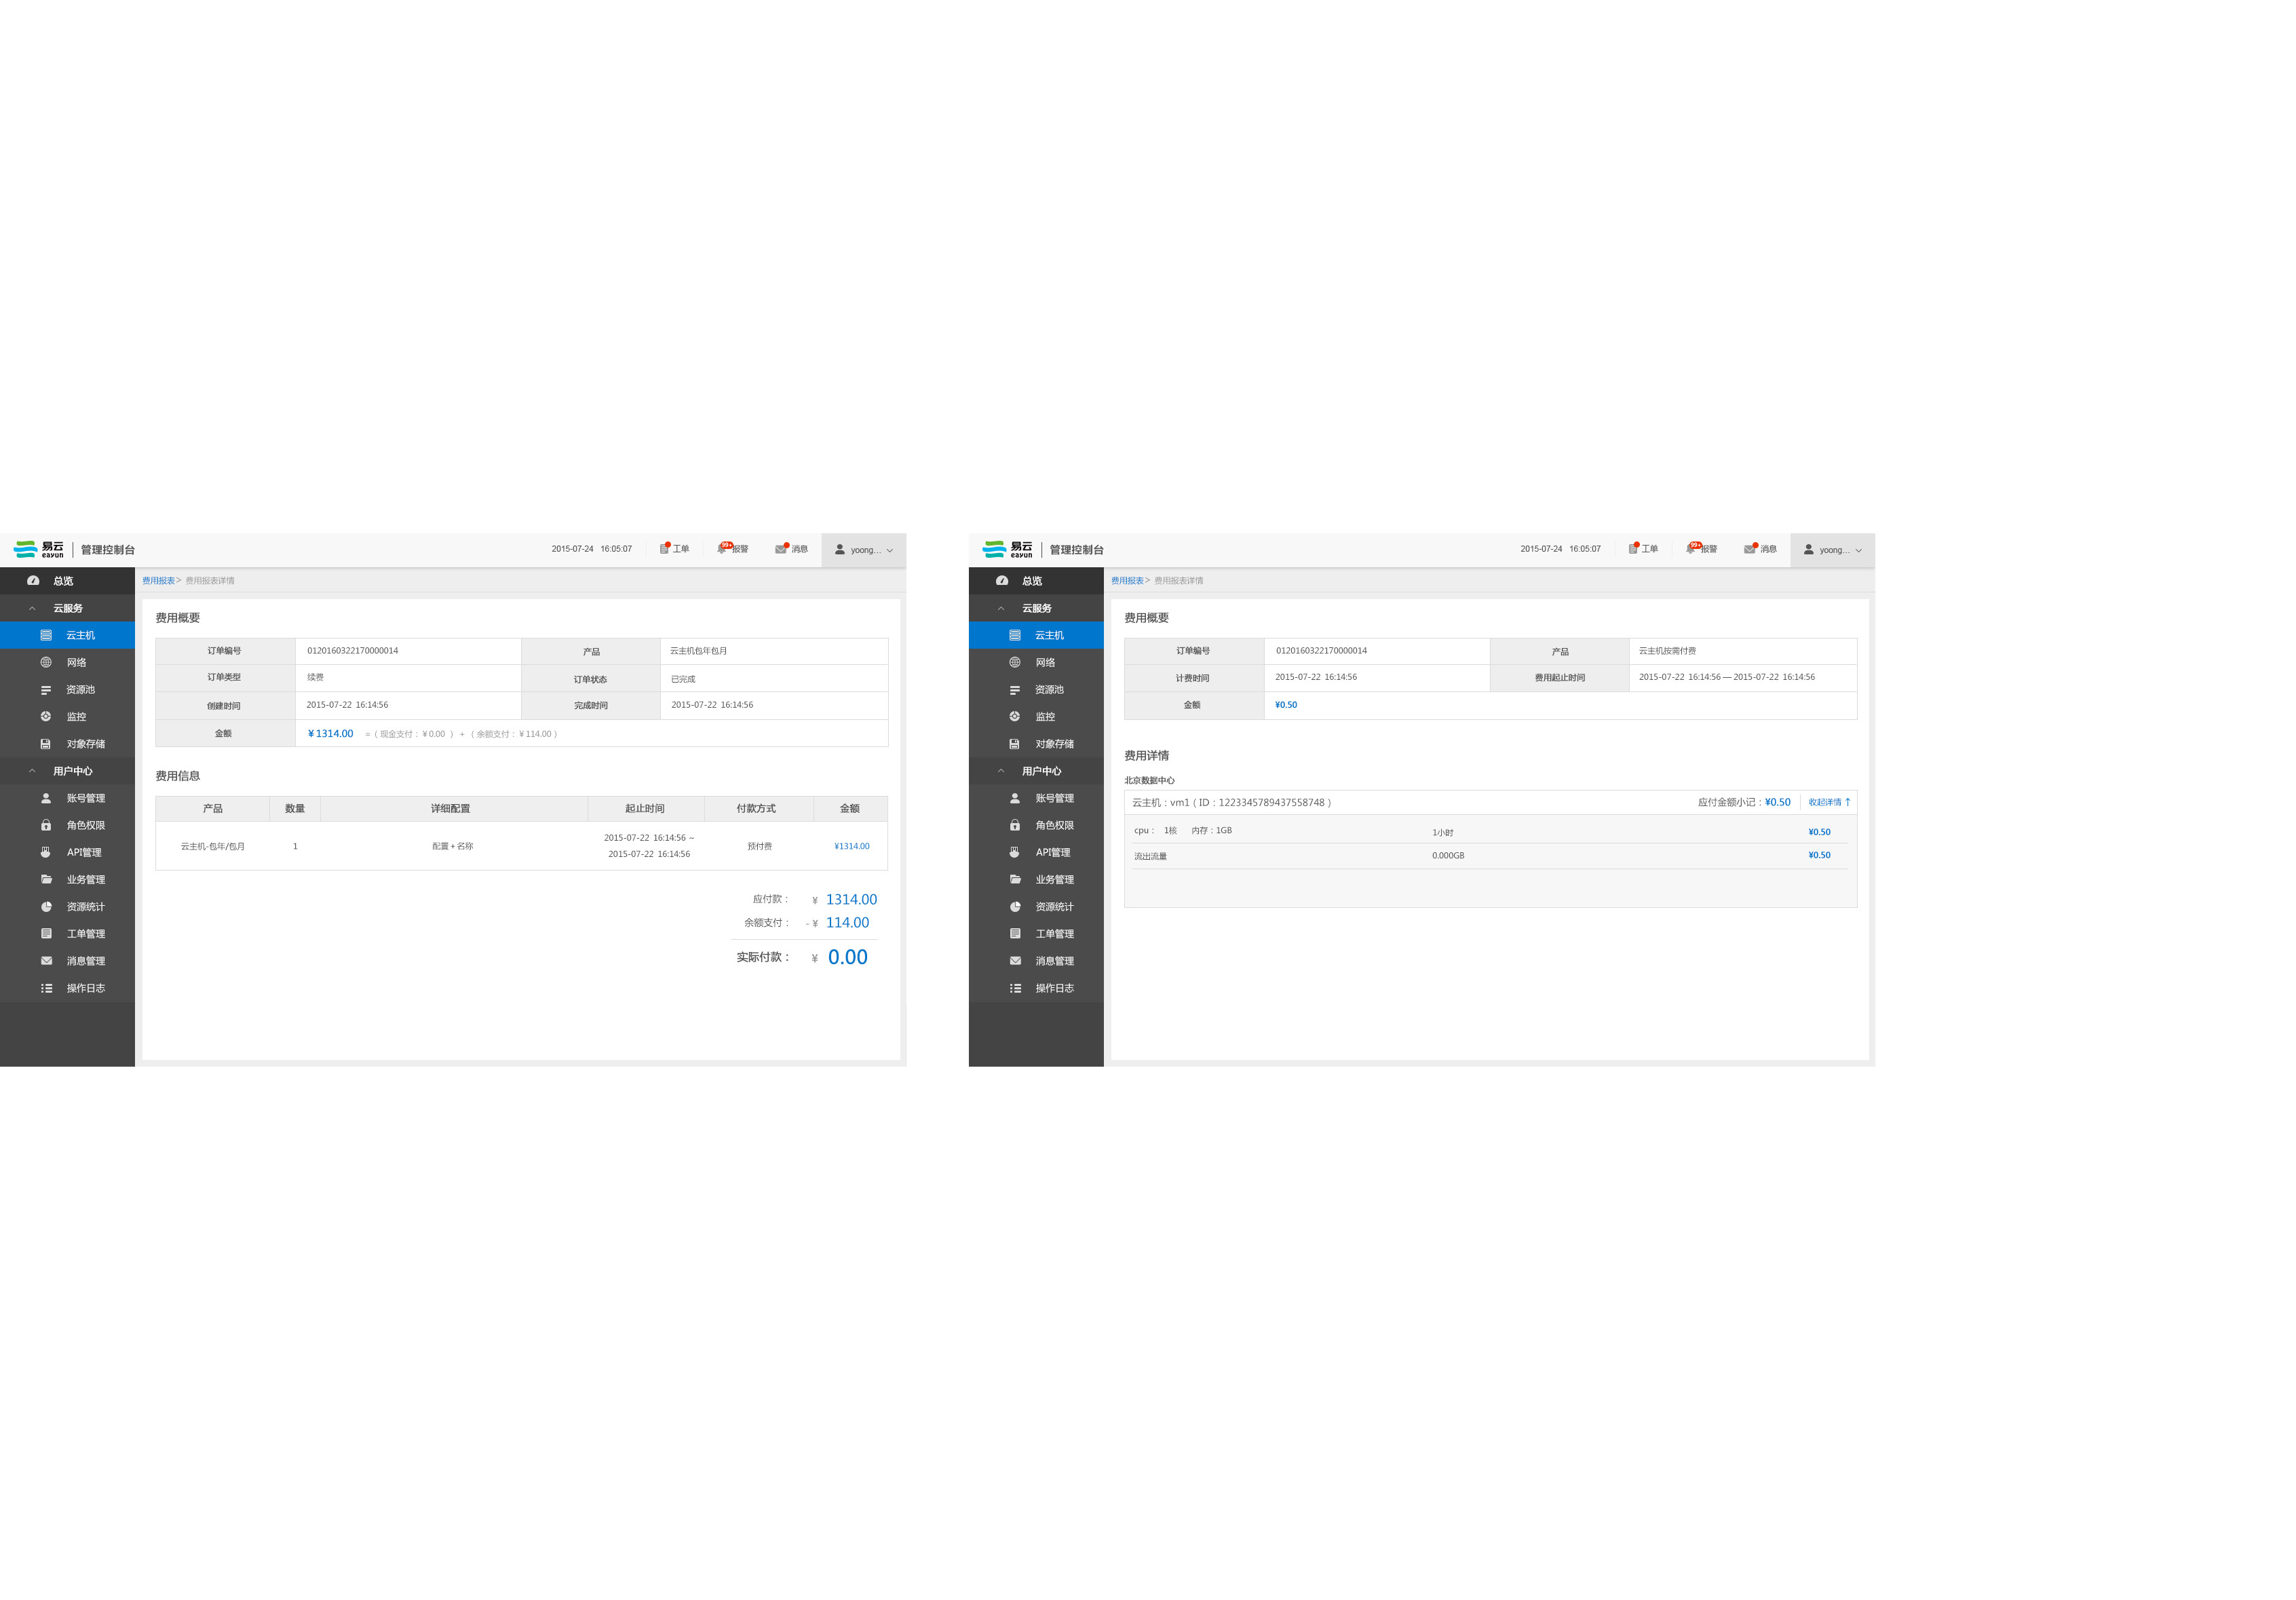 易云 eayun 管理控制台 2015-07-24 16:05:07 工单 99+ 报警 消息 yoong...
总览
云服务
云主机
网络
资源池
监控
对象存储
用户中心
账号管理
角色权限
API管理
业务管理
资源统计
工单管理
消息管理
操作日志
费用报表> 费用报表详情
费用概要
订单编号 0120160322170000014 产品 云主机包年包月
订单类型 续费 订单状态 已完成
创建时间 2015-07-22 16:14:56 完成时间 2015-07-22 16:14:56
金额 ¥1314.00 =( 现金支付：¥0.00 ) + ( 余额支付：¥114.00 )
费用信息
产品 数量 详细配置 起止时间 付款方式 金额
云主机-包年/包月 1 配置+名称 2015-07-22 16:14:56 ~ 预付费 ¥1314.00
2015-07-22 16:14:56
应付款： ¥ 1314.00
余额支付： - ¥ 114.00
实际付款： ¥ 0.00
易云 eayun 管理控制台 2015-07-24 16:05:07 工单 99+ 报警 消息 yoong...
总览
云服务
云主机
网络
资源池
监控
对象存储
用户中心
账号管理
角色权限
API管理
业务管理
资源统计
工单管理
消息管理
操作日志
费用报表> 费用报表详情
费用概要
订单编号 0120160322170000014 产品 云主机按需付费
计费时间 2015-07-22 16:14:56 费用起止时间 2015-07-22 16:14:56 — 2015-07-22 16:14:56
金额 ¥0.50
费用详情
北京数据中心
云主机：vm1 ( ID：1223345789437558748 ) 应付金额小记：¥0.50 收起详情 ↑
cpu： 1核 内存：1GB 1小时 ¥0.50
流出流量 0.000GB ¥0.50